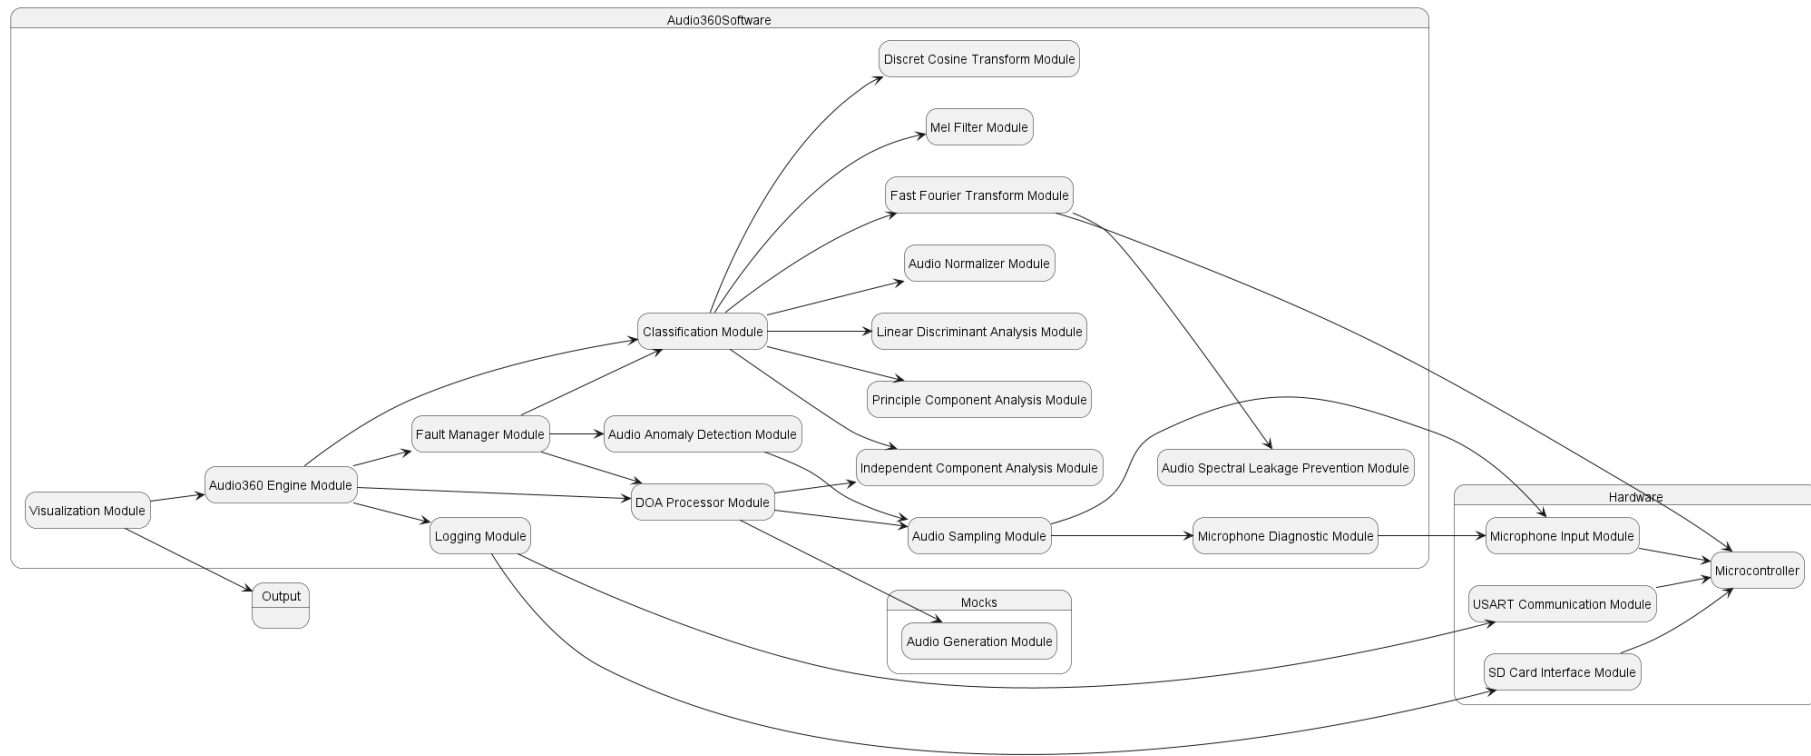 Audio360Software
Discret Cosine Transform Module
Mel Filter Module
Fast Fourier Transform Module
Audio Normalizer Module
Classification Module
Linear Discriminant Analysis Module
Principle Component Analysis Module
Fault Manager Module
Audio Anomaly Detection Module
Independent Component Analysis Module
Audio Spectral Leakage Prevention Module
Audio360 Engine Module
Visualization Module
DOA Processor Module
Logging Module
Audio Sampling Module
Microphone Diagnostic Module
Hardware
Microphone Input Module
Microcontroller
USART Communication Module
SD Card Interface Module
Output
Mocks
Audio Generation Module